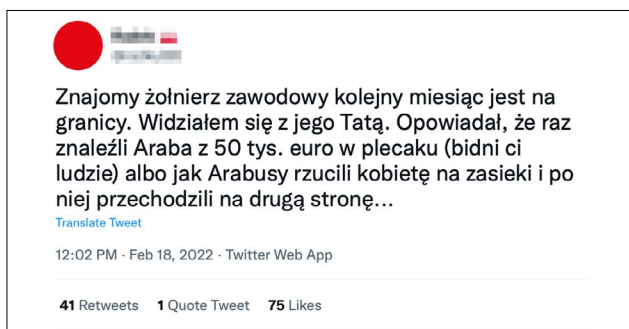 Znajomy żołnierz zawodowy kolejny miesiąc jest na
granicy. Widziałem się z jego Tatą. Opowiadał, że raz
znaleźli Araba z 50 tys. euro w plecaku (bidni ci
ludzie) albo jak Arabusy rzucili kobietę na zasieki i po
niej przechodzili na drugą stronę...
Translate Tweet
12:02 PM · Feb 18, 2022 · Twitter Web App
41 Retweets 1 Quote Tweet 75 Likes